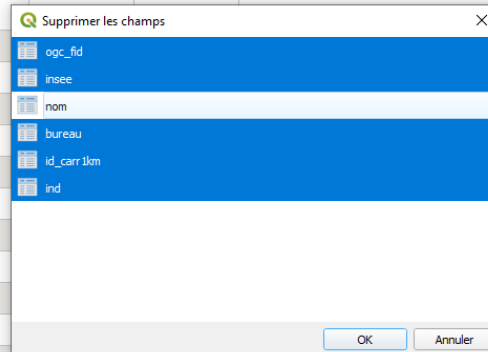 Supprimer les champs
ogc_fid
insee
nom
bureau
id_carr1km
ind
OK Annuler